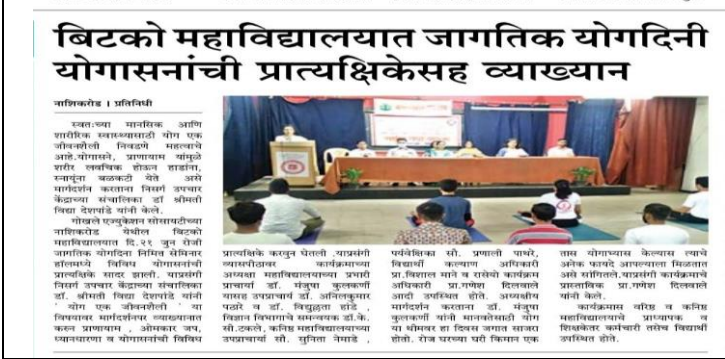 बिटको महाविद्यालयात जागतिक योगदिनी
योगासनांची प्रात्यक्षिकेसह व्याख्यान
नाशिकरोड । प्रतिनिधी
स्वतःच्या मानसिक आणि
शारीरिक स्वास्थ्यासाठी योग एक
जीवनशैली निवडणे महत्वाचे
आहे.योगासने, प्राणायाम यांमुळे
शरीर लवचिक होऊन हाडांना,
स्नायूंना बळकटी येते असे
मार्गदर्शन करताना निसर्ग उपचार
केंद्राच्या संचालिका डॉ श्रीमती
विद्या देशपांडे यांनी केले.
गोखले एज्युकेशन सोसायटीच्या
नाशिकरोड येथील बिटको
महाविद्यालयात दि.२१ जुन रोजी
जागतिक योगदिना निमित्त सेमिनार
हॉलमध्ये विविध योगासनांची
प्रात्यक्षिके सादर झाली. याप्रसंगी
निसर्ग उपचार केंद्राच्या संचालिका
डॉ. श्रीमती विद्या देशपांडे यांनी
' योग एक जीवनशैली ' या
विषयावर मार्गदर्शनपर व्याख्यानात
करुन प्राणायाम , ओमकार जप,
ध्यानधारणा व योगासनांची विविध
प्रात्यक्षिके करवुन घेतली .याप्रसंगी
व्यासपीठावर कार्यक्रमाच्या
अध्यक्षा महाविद्यालयाच्या प्रभारी
प्राचार्या डॉ. मंजुषा कुलकर्णी
यासह उपप्राचार्य डॉ. अनिलकुमार
पठारे व डॉ. विद्युल्लता हांडे ,
विज्ञान विभागाचे समन्वयक डॉ.के.
सी.टकले, कनिष्ठ महाविद्यालयाच्या
उपप्राचार्या सौ. सुनिता नेमाडे ,
पर्यवेक्षिका सौ. प्रणाली पाथरे,
विद्यार्थी कल्याण अधिकारी
प्रा.विशाल माने व रासेयो कार्यक्रम
अधिकारी प्रा.गणेश दिलवाले
आदी उपस्थित होते. अध्यक्षीय
मार्गदर्शन करताना डॉ. मंजुषा
कुलकर्णी यांनी मानवतेसाठी योग
या थीमवर हा दिवस जगात साजरा
होतो. रोज घरच्या घरी किमान एक
तास योगाभ्यास केल्यास त्याचे
अनेक फायदे आपल्याला मिळतात
असे सांगितले.याप्रसंगी कार्यक्रमाचे
प्रास्ताविक प्रा.गणेश दिलवाले
यांनी केले.
कार्यक्रमास वरिष्ठ व कनिष्ठ
महाविद्यालयाचे प्राध्यापक व
शिक्षकेतर कर्मचारी तसेच विद्यार्थी
उपस्थित होते.